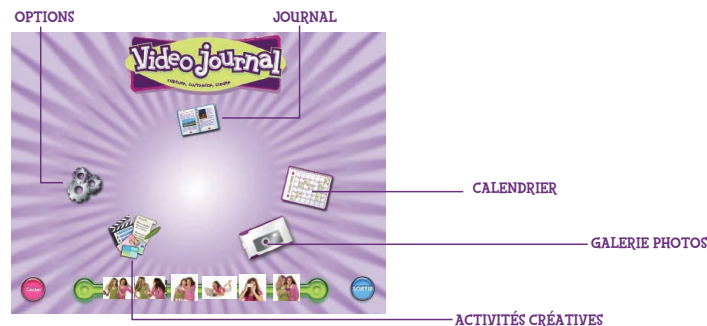 OPTIONS
JOURNAL
Video journal
capture, customize, create
CALENDRIER
GALERIE PHOTOS
SORTIR
ACTIVITÉS CRÉATIVES